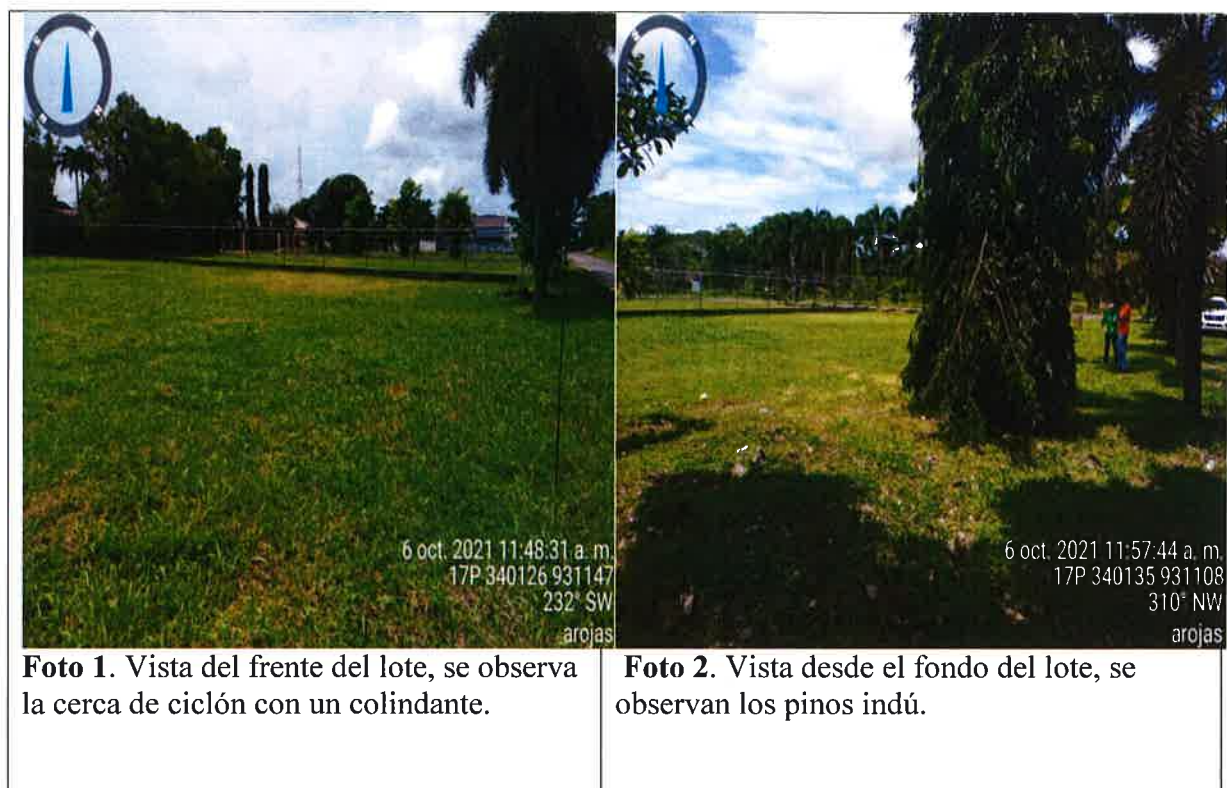 6 oct. 2021 11:48:31 a. m.
17P 340126 931147
232° SW
arojas
6 oct. 2021 11:57:44 a. m.
17P 340135 931108
310° NW
arojas
Foto 1. Vista del frente del lote, se observa
la cerca de ciclón con un colindante.
Foto 2. Vista desde el fondo del lote, se
observan los pinos indú.